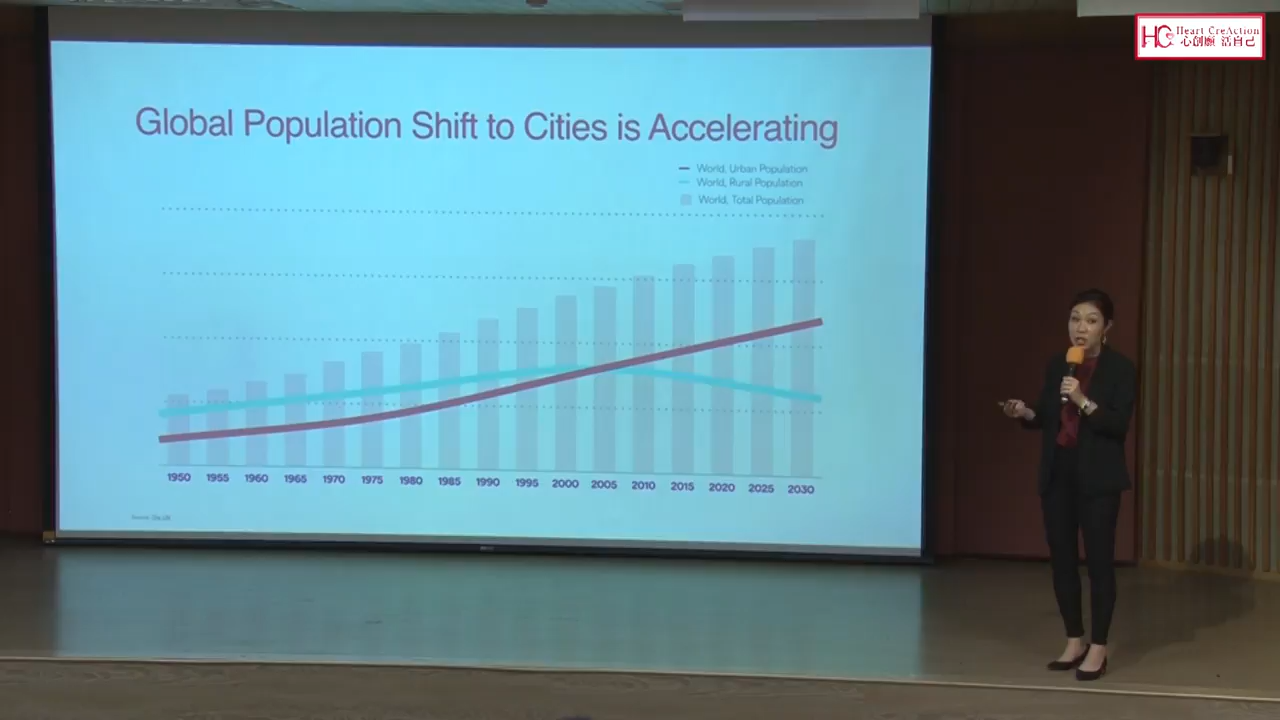 HC Heart CreAction
心創願 活自己
Global Population Shift to Cities is Accelerating
World, Urban Population
World, Rural Population
World, Total Population
1950 1955 1960 1965 1970 1975 1980 1985 1990 1995 2000 2005 2010 2015 2020 2025 2030